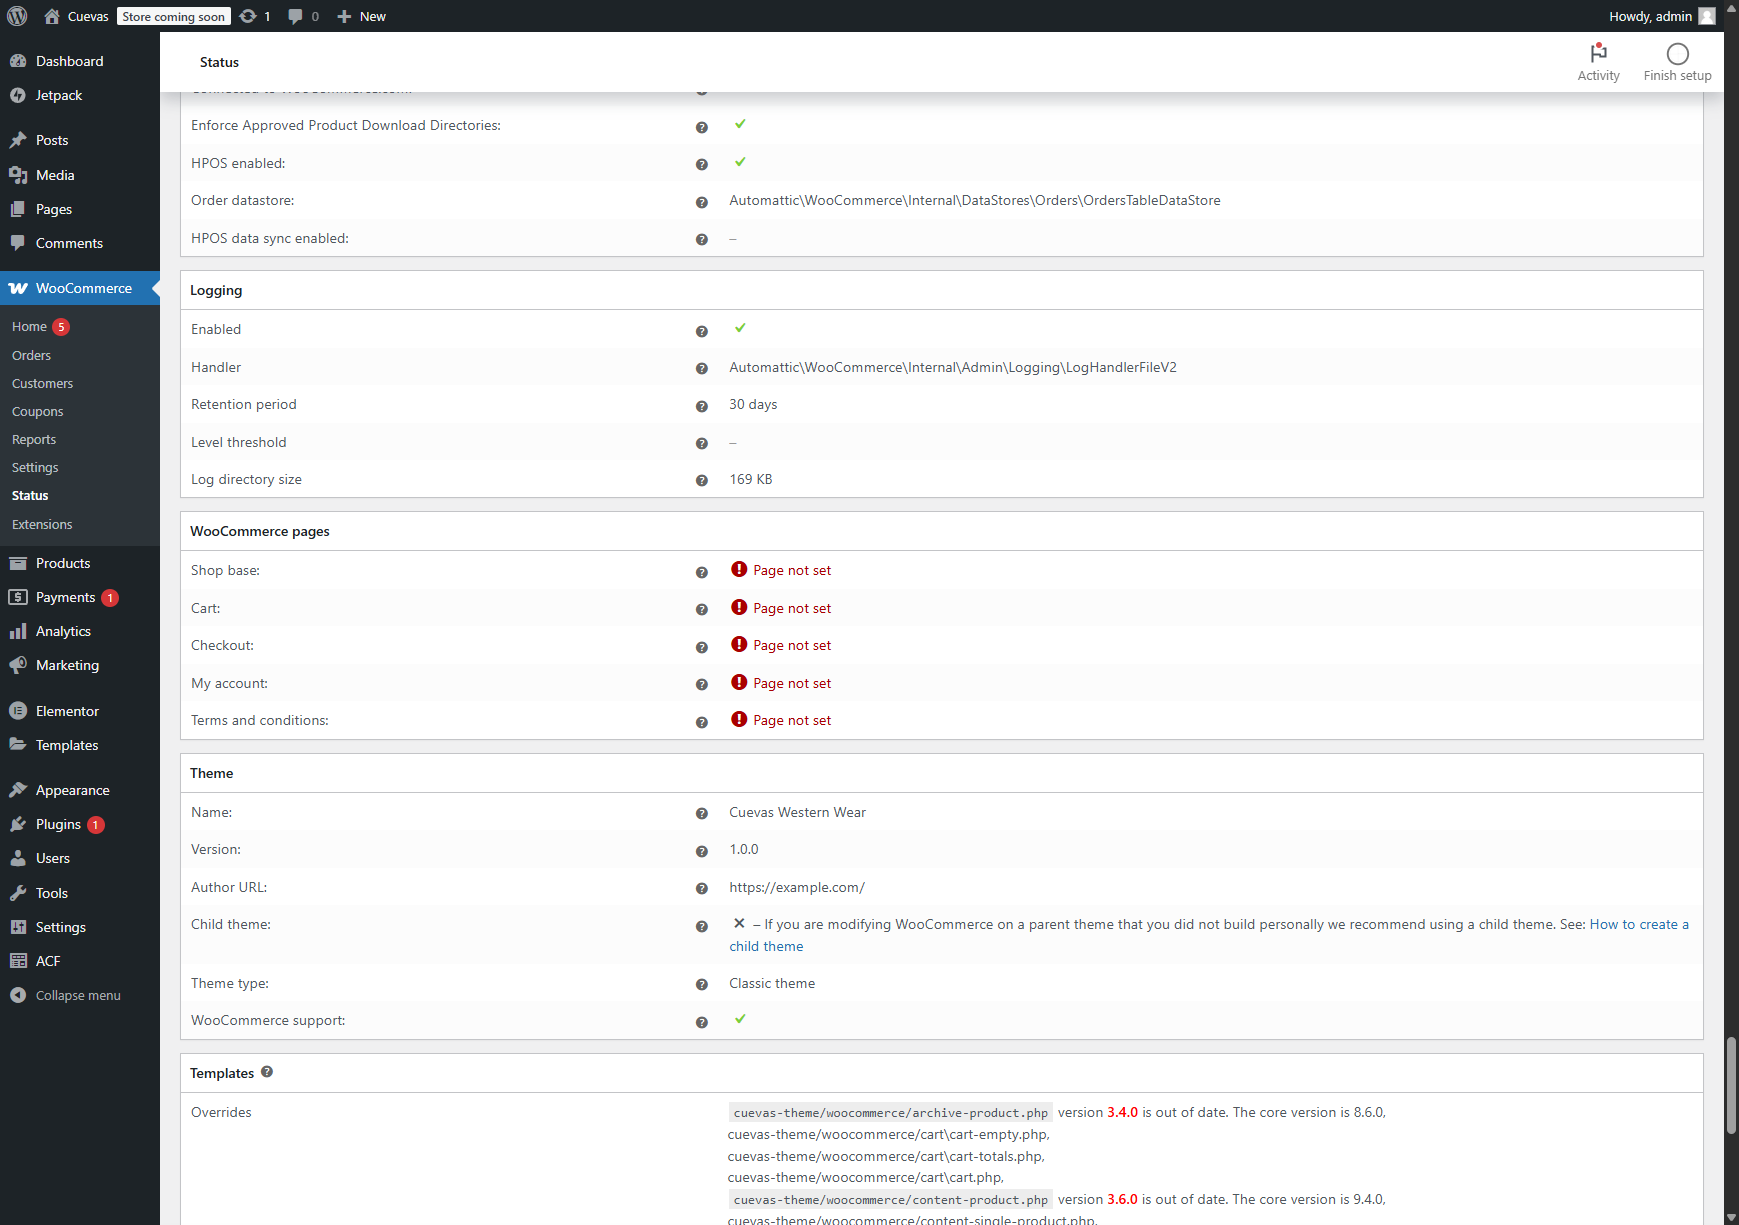 Cuevas
Store coming soon
1
0
New
Howdy, admin
Dashboard
Jetpack
Posts
Media
Pages
Comments
WooCommerce
Home 5
Orders
Customers
Coupons
Reports
Settings
Status
Extensions
Products
Payments 1
Analytics
Marketing
Elementor
Templates
Appearance
Plugins 1
Users
Tools
Settings
ACF
Collapse menu
Status
Activity
Finish setup
Connected to WooCommerce.com:
Enforce Approved Product Download Directories:
HPOS enabled:
Order datastore: Automattic\WooCommerce\Internal\DataStores\Orders\OrdersTableDataStore
HPOS data sync enabled: –
Logging
Enabled
Handler Automattic\WooCommerce\Internal\Admin\Logging\LogHandlerFileV2
Retention period 30 days
Level threshold –
Log directory size 169 KB
WooCommerce pages
Shop base: Page not set
Cart: Page not set
Checkout: Page not set
My account: Page not set
Terms and conditions: Page not set
Theme
Name: Cuevas Western Wear
Version: 1.0.0
Author URL: https://example.com/
Child theme: – If you are modifying WooCommerce on a parent theme that you did not build personally we recommend using a child theme. See: How to create a
child theme
Theme type: Classic theme
WooCommerce support:
Templates
Overrides cuevas-theme/woocommerce/archive-product.php version 3.4.0 is out of date. The core version is 8.6.0,
cuevas-theme/woocommerce/cart\cart-empty.php,
cuevas-theme/woocommerce/cart\cart-totals.php,
cuevas-theme/woocommerce/cart\cart.php,
cuevas-theme/woocommerce/content-product.php version 3.6.0 is out of date. The core version is 9.4.0,
cuevas-theme/woocommerce/content-single-product.php,